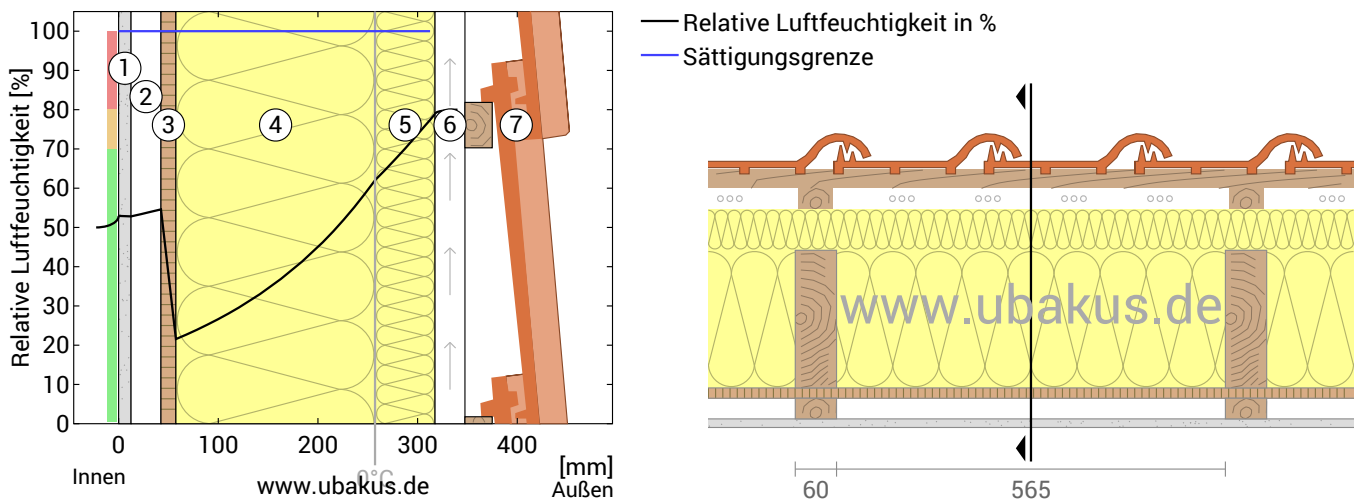 Relative Luftfeuchtigkeit [%]
100
90
80
70
60
50
40
30
20
10
0
1
2
3
4
5
6
7
0
100
200
300
400
[mm]
Innen
0°C
www.ubakus.de
Außen
Relative Luftfeuchtigkeit in %
Sättigungsgrenze
www.ubakus.de
60
565